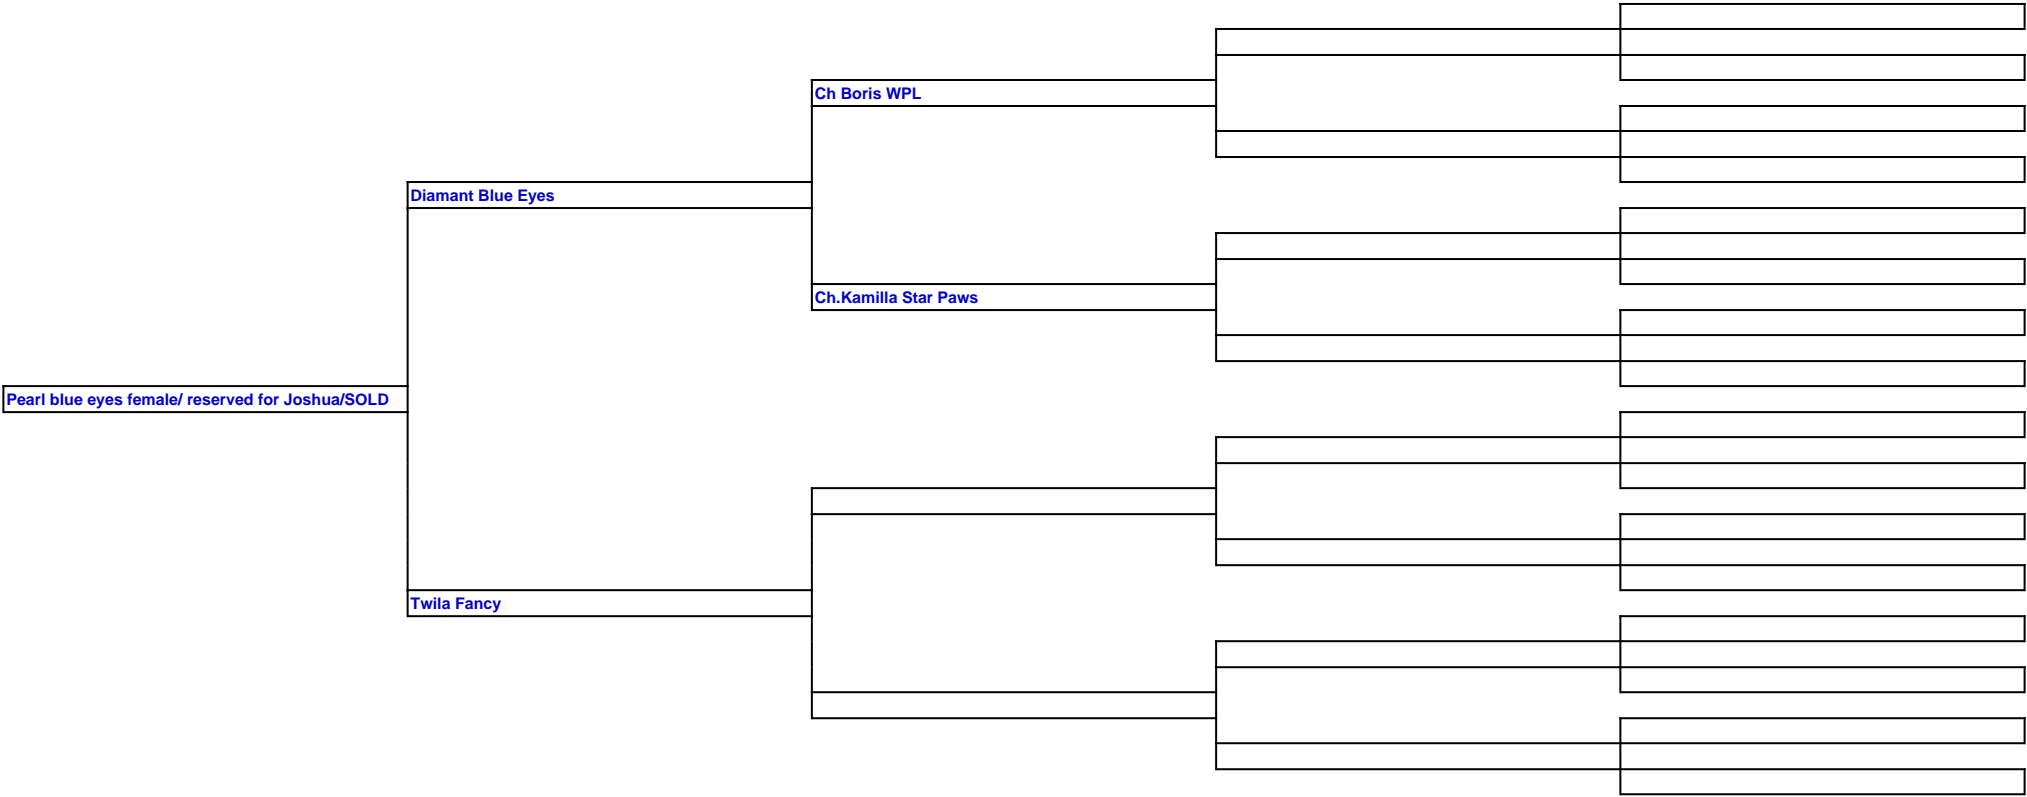 Ch Boris WPL
Diamant Blue Eyes
Ch.Kamilla Star Paws
Pearl blue eyes female/ reserved for Joshua/SOLD
Twila Fancy